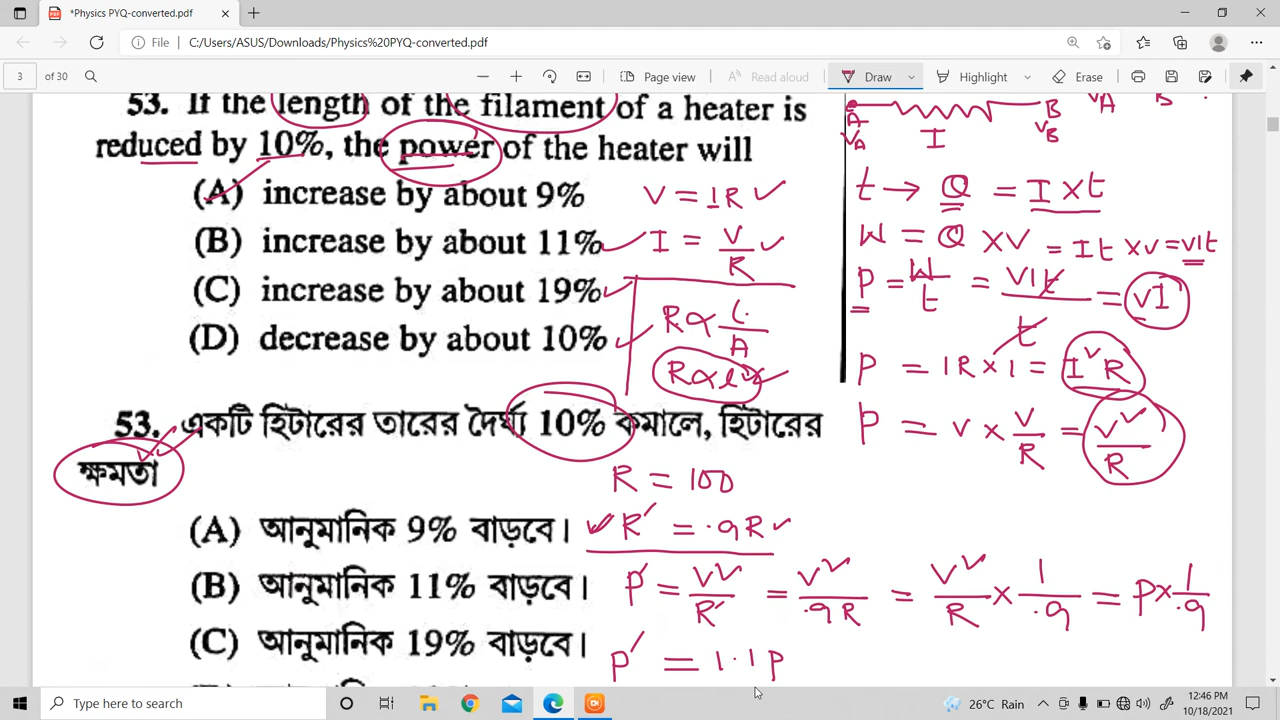 *Physics PYQ-converted.pdf
File
C:/Users/ASUS/Downloads/Physics%20PYQ-converted.pdf
3 of 30
Page view
Read aloud
Draw
Highlight
Erase
53. If the length of the filament of a heater is
reduced by 10%, the power of the heater will
(A) increase by about 9%
(B) increase by about 11%
(C) increase by about 19%
(D) decrease by about 10%
V = IR
I = V/R
R ∝ L/A
R ∝ l
A B VA B
VA I VB
t → Q = I × t
W = Q × V = It × V = VIt
P = W/t = VIt/t = VI
P = IR × I = I²R
P = V × V/R = V²/R
53. একটি হিটারের তারের দৈর্ঘ্য 10% কমালে, হিটারের
ক্ষমতা
(A) আনুমানিক 9% বাড়বে।
(B) আনুমানিক 11% বাড়বে।
(C) আনুমানিক 19% বাড়বে।
R = 100
R′ = .9R
P′ = V²/R′ = V²/.9R = V²/R × 1/.9 = P × 1/.9
P′ = 1.1P
Type here to search
26°C Rain
12:46 PM
10/18/2021